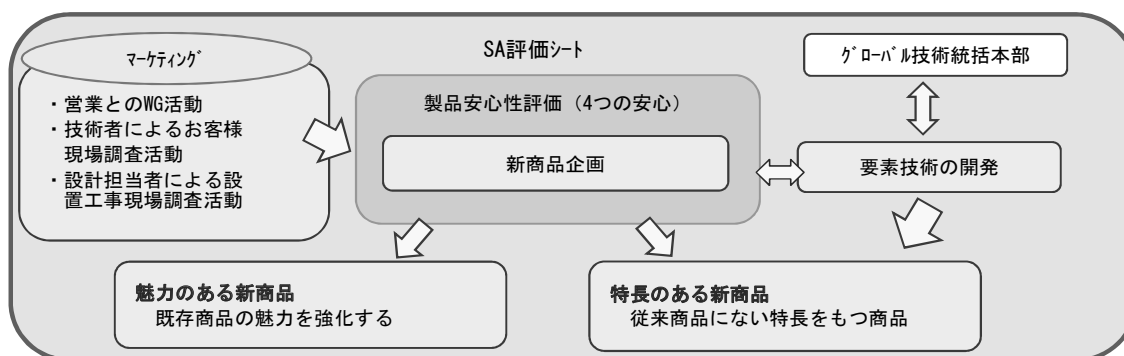 マーケティング
・営業とのWG活動
・技術者によるお客様
現場調査活動
・設計担当者による設
置工事現場調査活動
SA評価シート
製品安心性評価（4つの安心）
新商品企画
グローバル技術統括本部
要素技術の開発
魅力のある新商品
既存商品の魅力を強化する
特長のある新商品
従来商品にない特長をもつ商品